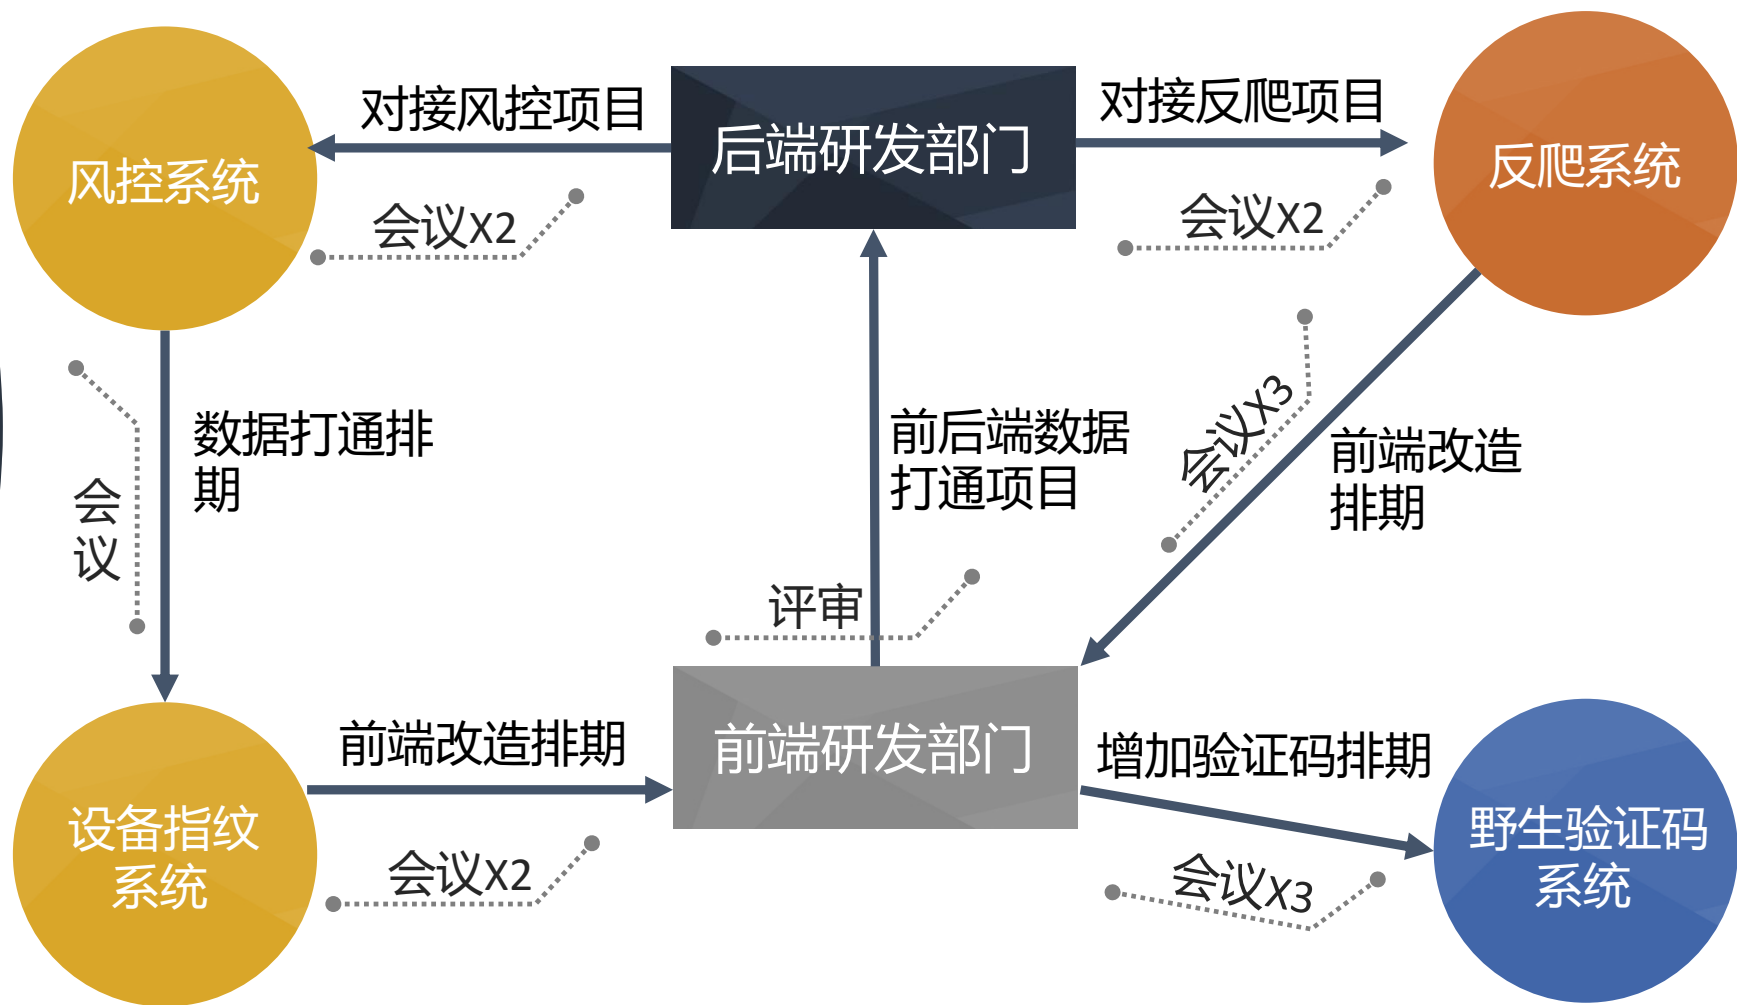 对接风控项目
对接反爬项目
后端研发部门
风控系统
反爬系统
会议X2
会议X2
会议X3
数据打通排
期
前后端数据
打通项目
前端改造
排期
会
议
评审
前端改造排期
前端研发部门
增加验证码排期
设备指纹
系统
野生验证码
系统
会议X2
会议X3